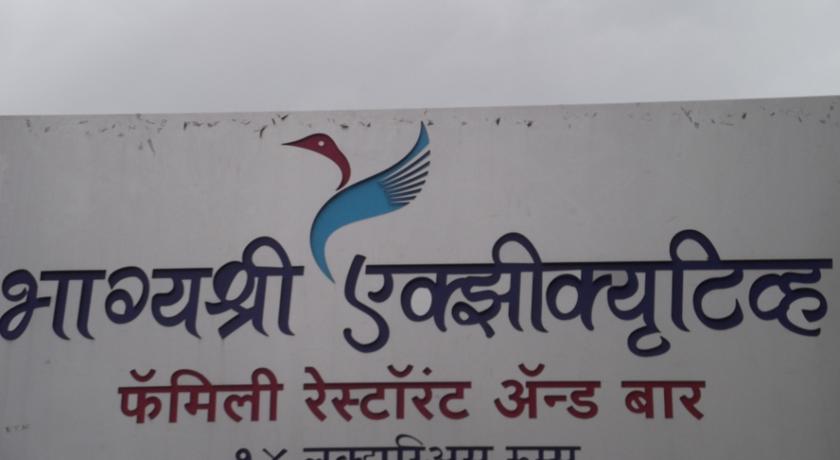 भाग्यश्री एक्झीक्यूटिव्ह
फॅमिली रेस्टॉरंट ॲन्ड बार